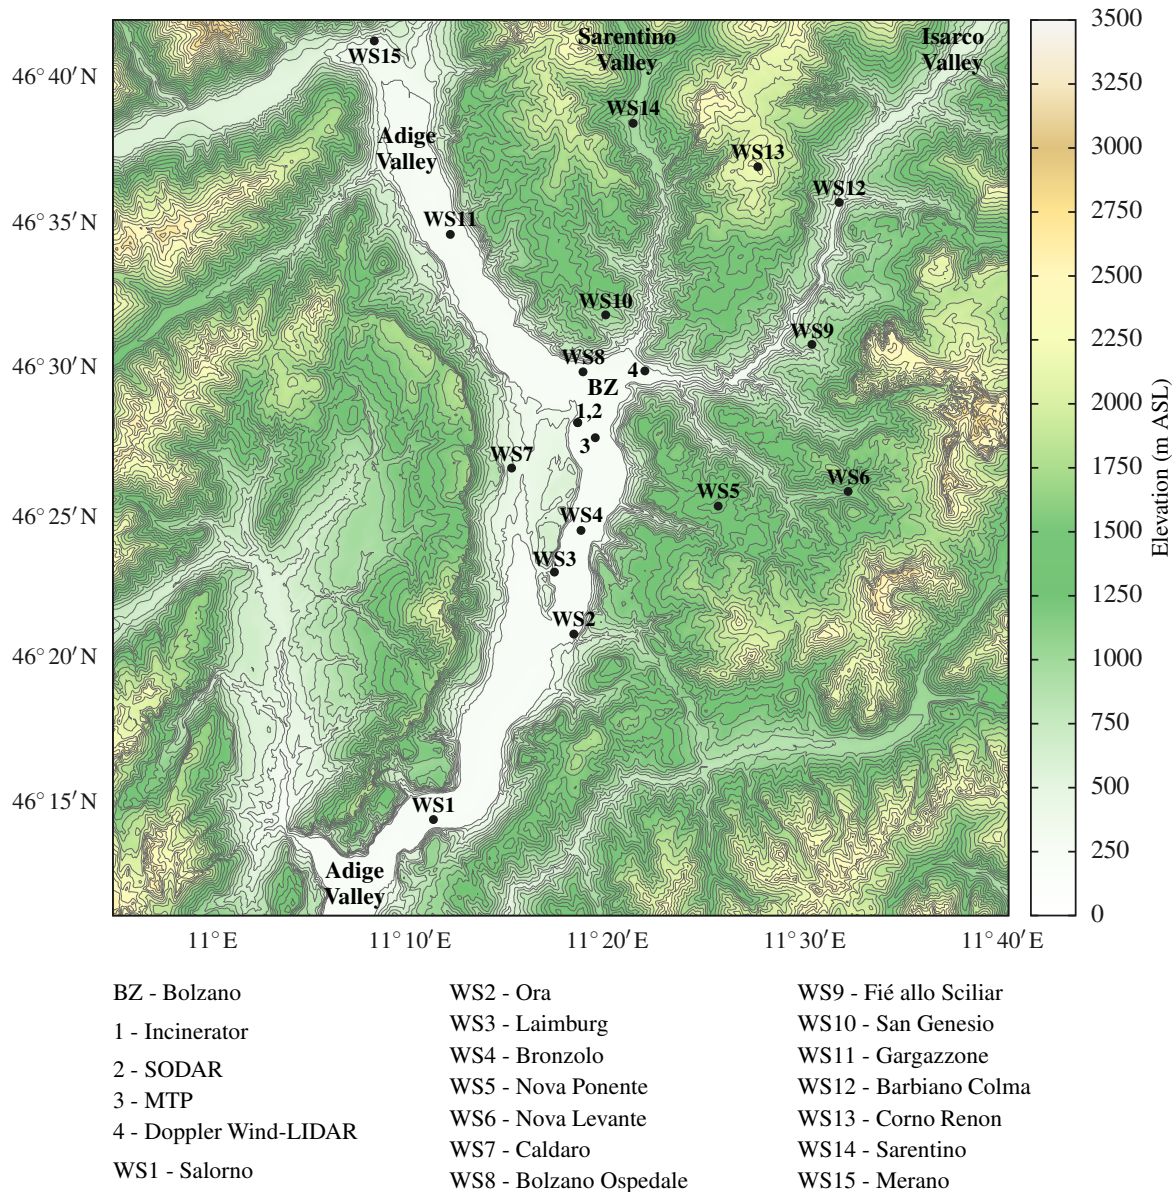 Sarentino
Valley
Isarco
Valley
WS15
46°40′N
WS14
Adige
Valley
WS13
WS12
46°35′N
WS11
WS10
WS9
46°30′N
WS8
4
BZ
1,2
3
WS7
WS6
WS5
46°25′N
WS4
WS3
WS2
46°20′N
46°15′N
WS1
Adige
Valley
11°E
11°10′E
11°20′E
11°30′E
11°40′E
3500
3250
3000
2750
2500
2250
2000
1750
1500
1250
1000
750
500
250
0
Elevation (m ASL)
BZ - Bolzano
1 - Incinerator
2 - SODAR
3 - MTP
4 - Doppler Wind-LIDAR
WS1 - Salorno
WS2 - Ora
WS3 - Laimburg
WS4 - Bronzolo
WS5 - Nova Ponente
WS6 - Nova Levante
WS7 - Caldaro
WS8 - Bolzano Ospedale
WS9 - Fié allo Sciliar
WS10 - San Genesio
WS11 - Gargazzone
WS12 - Barbiano Colma
WS13 - Corno Renon
WS14 - Sarentino
WS15 - Merano